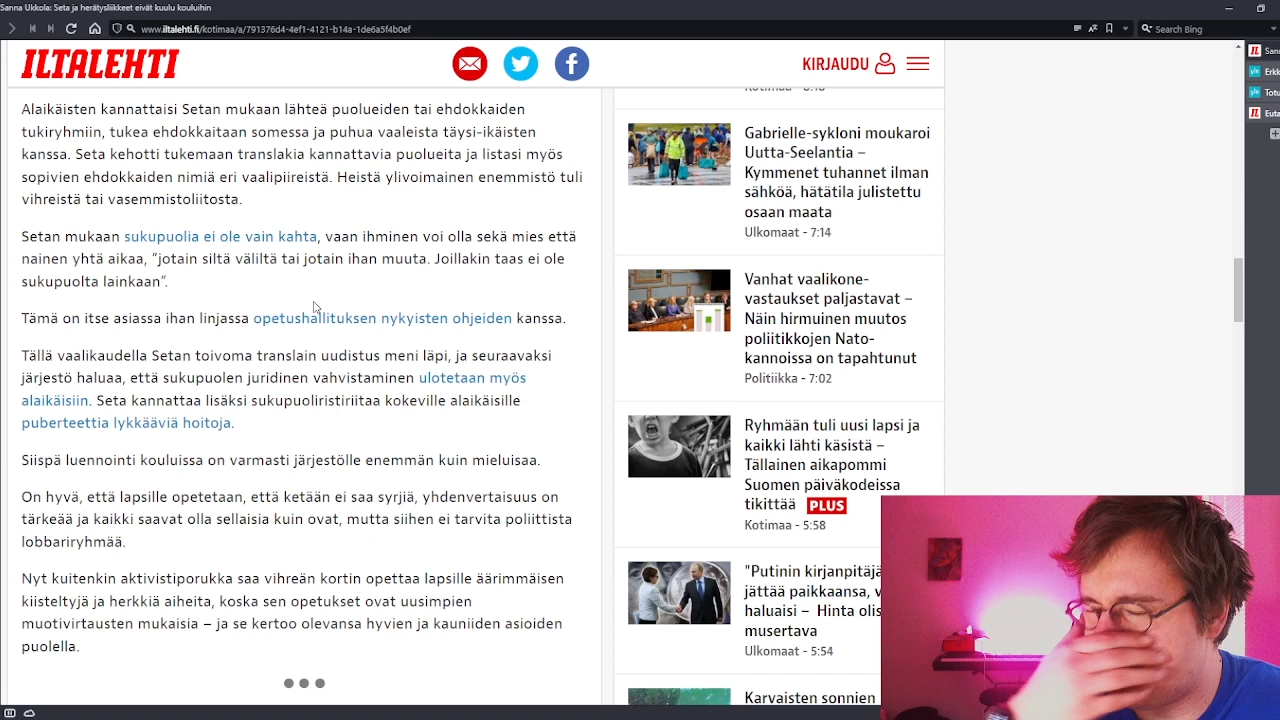 Sanna Ukkola: Seta ja herätysliikkeet eivät kuulu kouluihin
www.iltalehti.fi/kotimaa/a/791376d4-4ef1-4121-b14a-1de6a5f4b0ef
Search Bing
ILTALEHTI
KIRJAUDU
Alaikäisten kannattaisi Setan mukaan lähteä puolueiden tai ehdokkaiden
tukiryhmiin, tukea ehdokkaitaan somessa ja puhua vaaleista täysi-ikäisten
kanssa. Seta kehotti tukemaan translakia kannattavia puolueita ja listasi myös
sopivien ehdokkaiden nimiä eri vaalipiireistä. Heistä ylivoimainen enemmistö tuli
vihreistä tai vasemmistoliitosta.
Setan mukaan sukupuolia ei ole vain kahta, vaan ihminen voi olla sekä mies että
nainen yhtä aikaa, ”jotain siltä väliltä tai jotain ihan muuta. Joillakin taas ei ole
sukupuolta lainkaan”.
Tämä on itse asiassa ihan linjassa opetushallituksen nykyisten ohjeiden kanssa.
Tällä vaalikaudella Setan toivoma translain uudistus meni läpi, ja seuraavaksi
järjestö haluaa, että sukupuolen juridinen vahvistaminen ulotetaan myös
alaikäisiin. Seta kannattaa lisäksi sukupuoliristiriitaa kokeville alaikäisille
puberteettia lykkääviä hoitoja.
Siispä luennointi kouluissa on varmasti järjestölle enemmän kuin mieluisaa.
On hyvä, että lapsille opetetaan, että ketään ei saa syrjiä, yhdenvertaisuus on
tärkeää ja kaikki saavat olla sellaisia kuin ovat, mutta siihen ei tarvita poliittista
lobbariryhmää.
Nyt kuitenkin aktivistiporukka saa vihreän kortin opettaa lapsille äärimmäisen
kiisteltyjä ja herkkiä aiheita, koska sen opetukset ovat uusimpien
muotivirtausten mukaisia – ja se kertoo olevansa hyvien ja kauniiden asioiden
puolella.
Gabrielle-sykloni moukaroi
Uutta-Seelantia –
Kymmenet tuhannet ilman
sähköä, hätätila julistettu
osaan maata
Ulkomaat - 7:14
Vanhat vaalikone-
vastaukset paljastavat –
Näin hirmuinen muutos
poliitikkojen Nato-
kannoissa on tapahtunut
Politiikka - 7:02
Ryhmään tuli uusi lapsi ja
kaikki lähti käsistä –
Tällainen aikapommi
Suomen päiväkodeissa
tikittää PLUS
Kotimaa - 5:58
”Putinin kirjanpitäjä
jättää paikkaansa, v
haluaisi – Hinta olis
musertava
Ulkomaat - 5:54
Karvaisten sonnien
San
Erkk
Totu
Euta